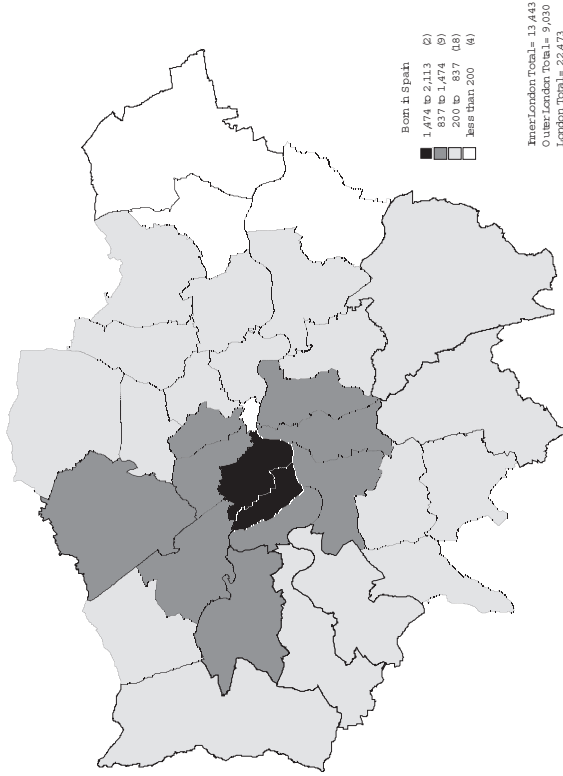 Born in Spain
1,474 to 2,113 (2)
837 to 1,474 (9)
200 to 837 (18)
less than 200 (4)
Inner London Total = 13,443
Outer London Total = 9,030
London Total = 22,473